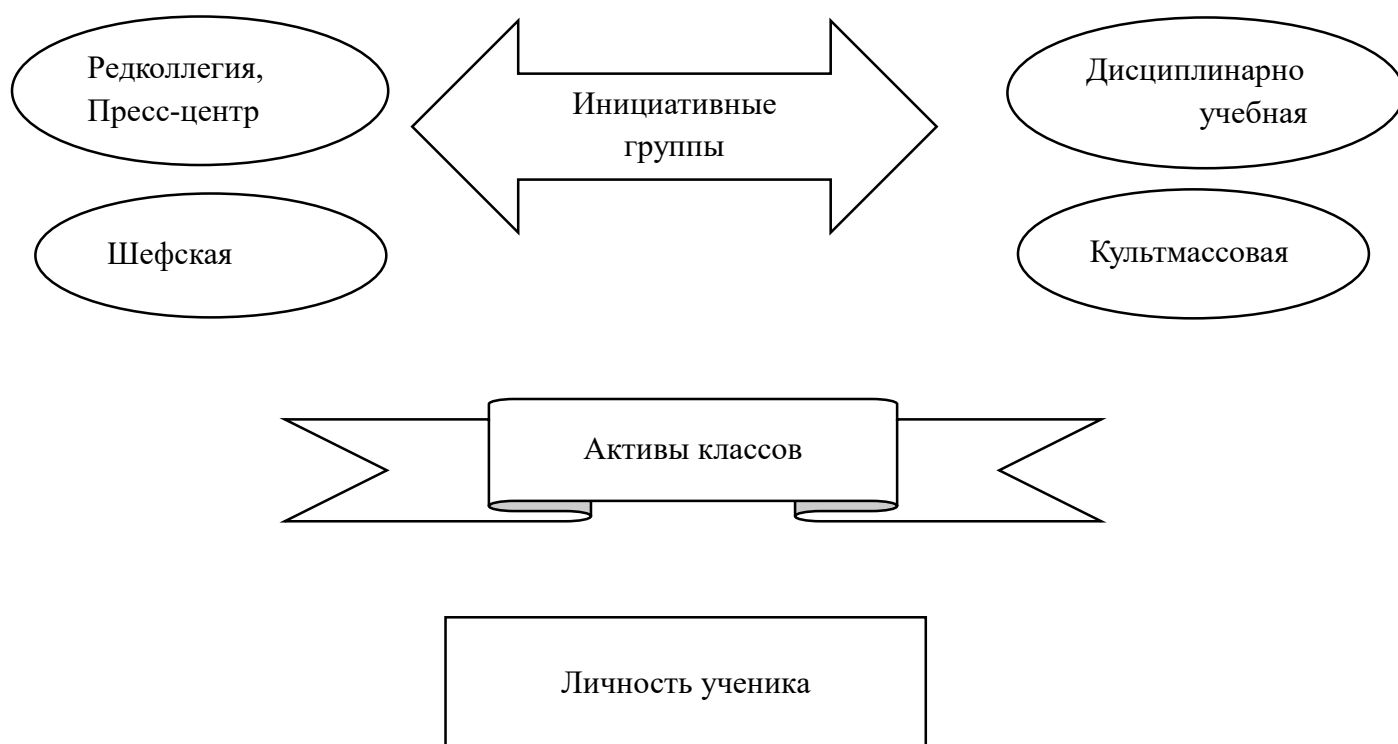 Редколлегия,
Пресс-центр
Инициативные
группы
Дисциплинарно
учебная
Шефская
Культмассовая
Активы классов
Личность ученика